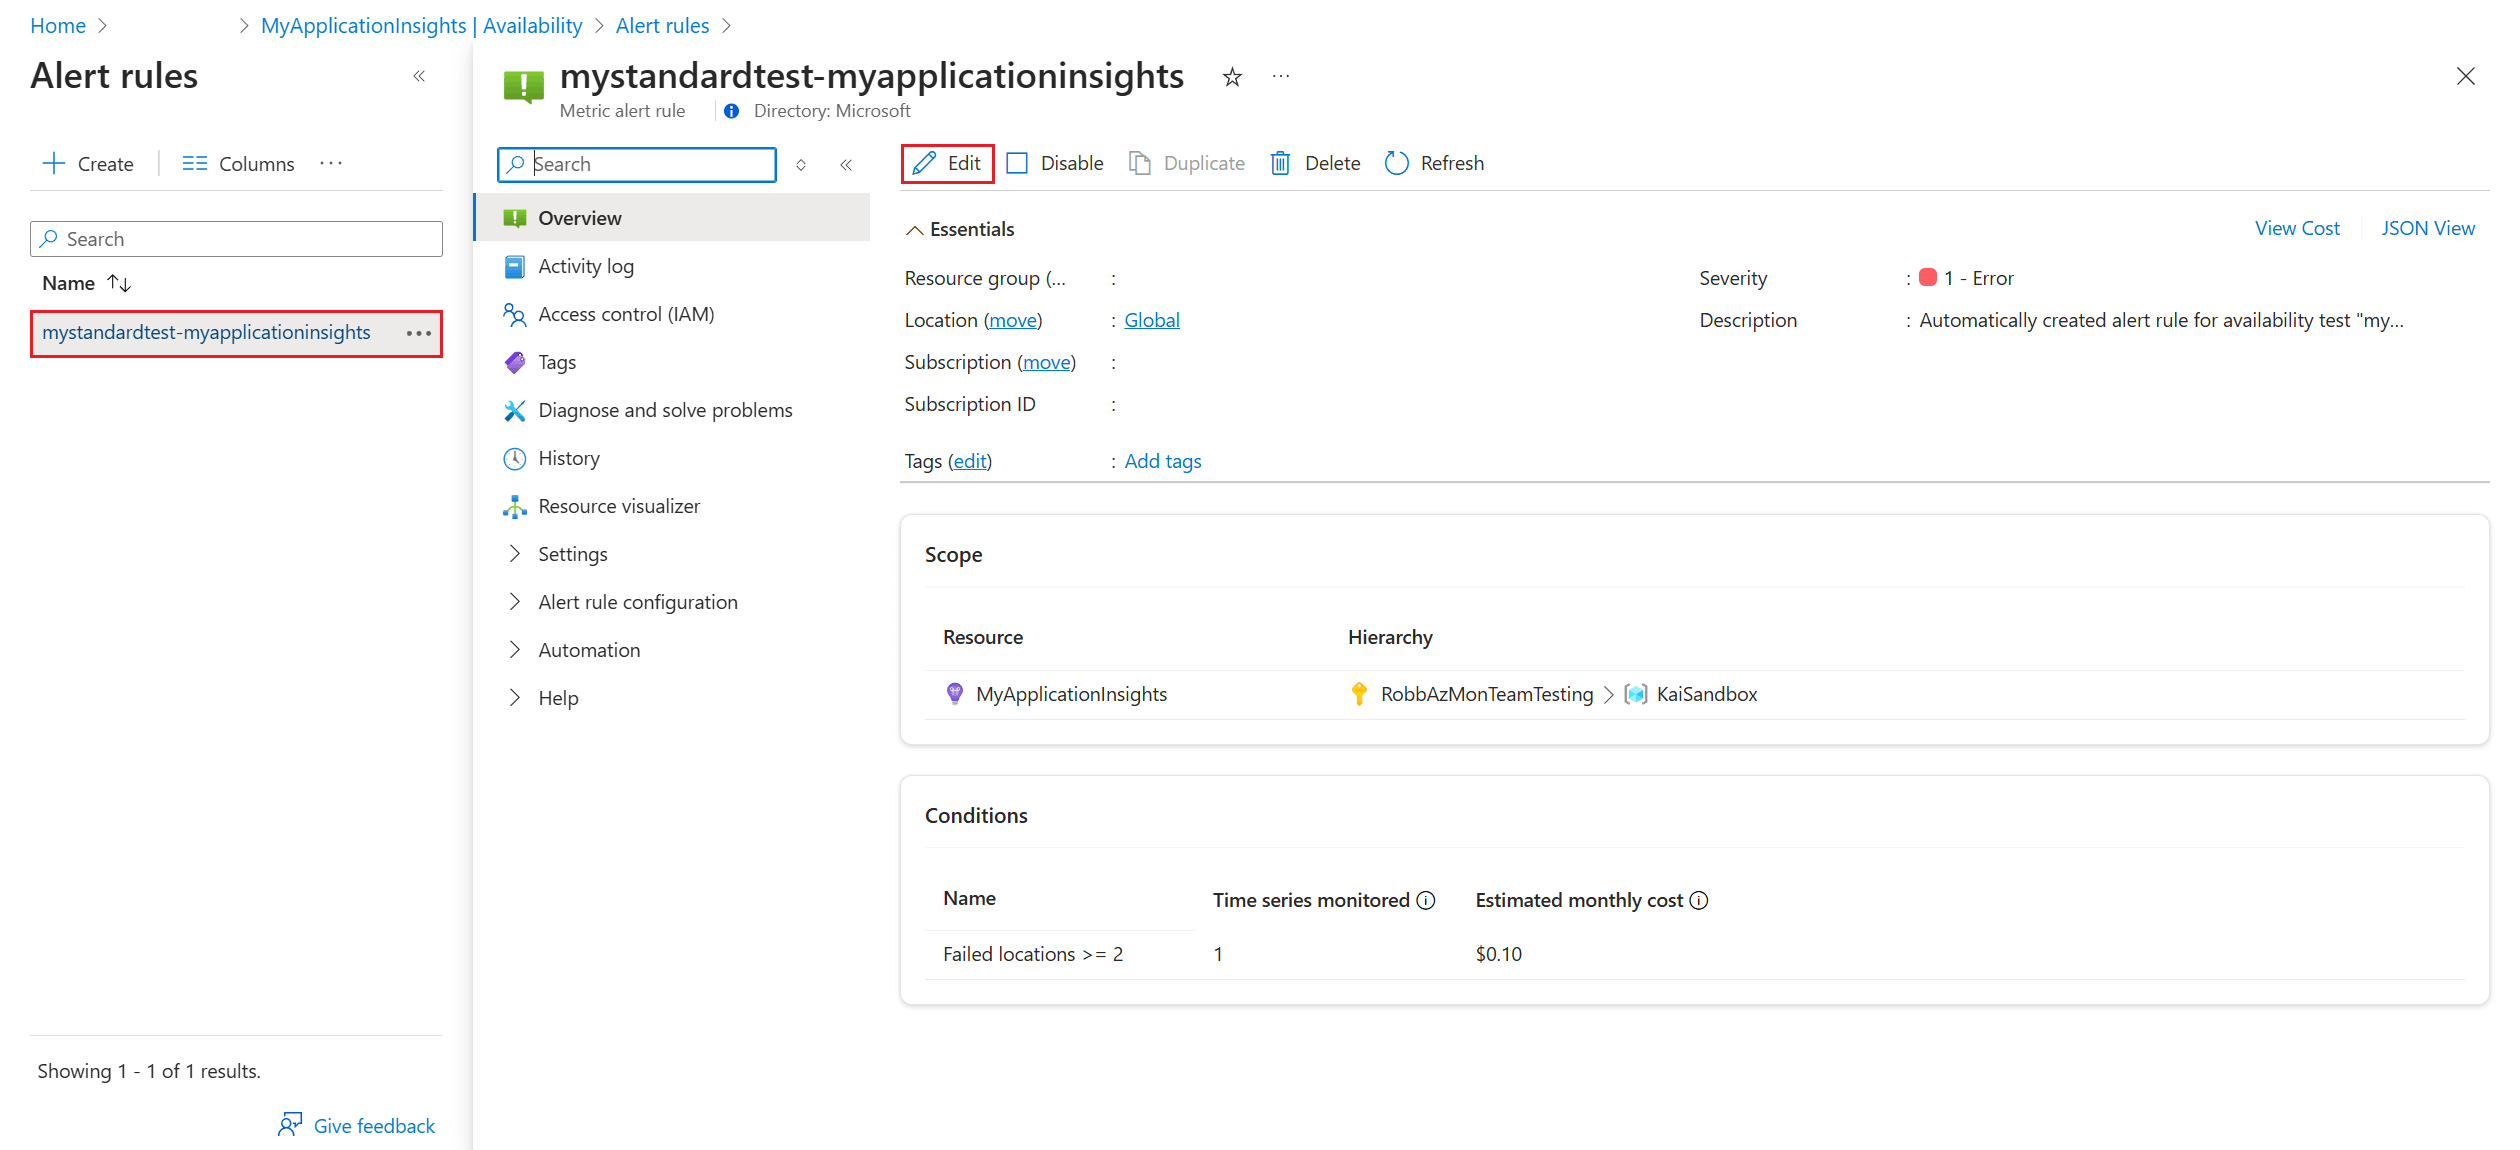 Home > > MyApplicationInsights | Availability > Alert rules >
Alert rules «
Create | Columns ···
Search
Name ↑↓
mystandardtest-myapplicationinsights •••
Showing 1 - 1 of 1 results.
Give feedback
mystandardtest-myapplicationinsights ☆ ···
Metric alert rule | Directory: Microsoft
Search «
Overview
Activity log
Access control (IAM)
Tags
Diagnose and solve problems
History
Resource visualizer
> Settings
> Alert rule configuration
> Automation
> Help
Edit Disable Duplicate Delete Refresh
Essentials
View Cost | JSON View
Resource group (... :
Location (move) : Global
Subscription (move) :
Subscription ID :
Tags (edit) : Add tags
Severity : 1 - Error
Description : Automatically created alert rule for availability test "my...
Scope
Resource Hierarchy
MyApplicationInsights RobbAzMonTeamTesting > KaiSandbox
Conditions
Name Time series monitored Estimated monthly cost
Failed locations >= 2 1 $0.10